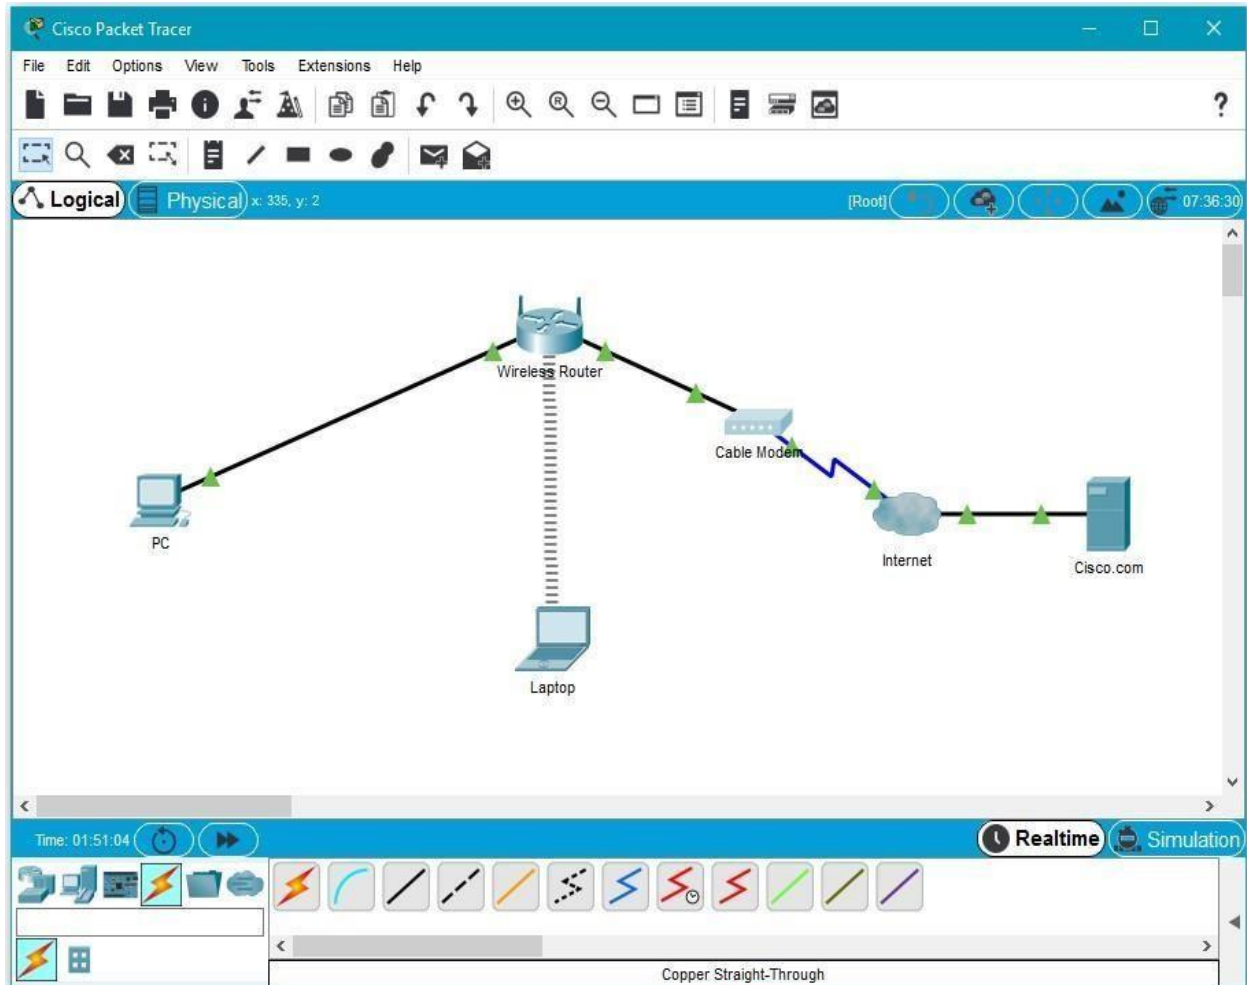 Cisco Packet Tracer
File Edit Options View Tools Extensions Help
R
?
Logical Physical x: 335, y: 2 [Root] 07:36:30
Wireless Router
Cable Modem
PC
Internet
Cisco.com
Laptop
Time: 01:51:04 Realtime Simulation
Copper Straight-Through